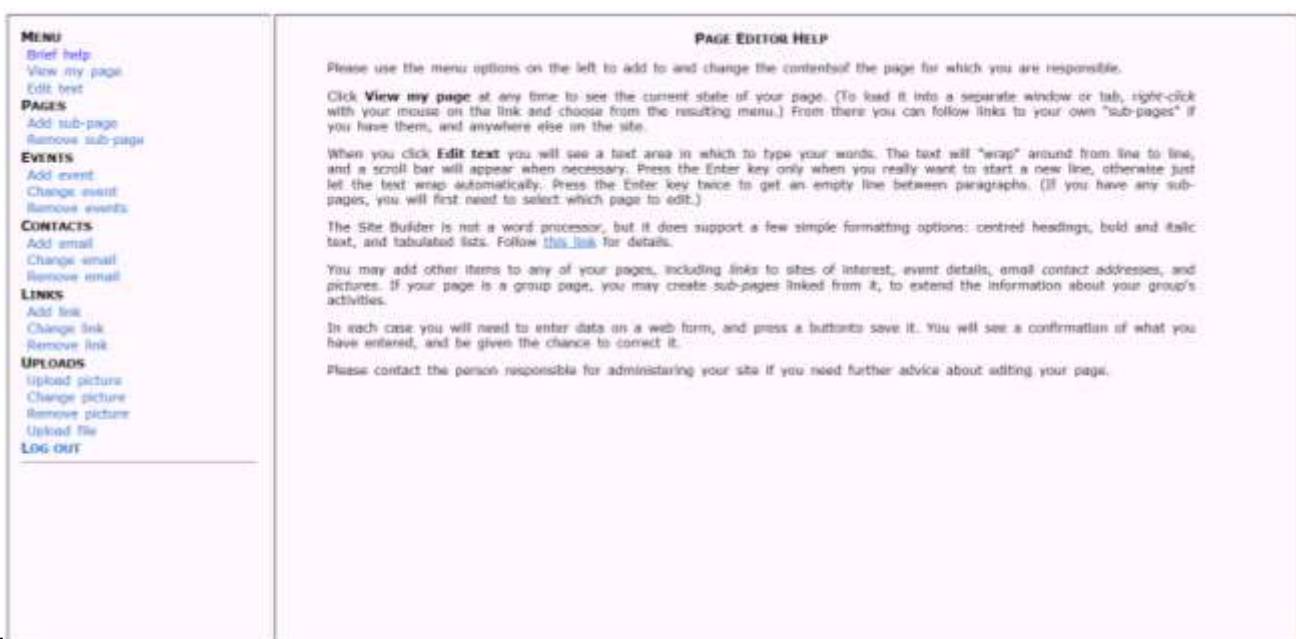 MENU
Brief help
View my page
Edit text
PAGES
Add sub-page
Remove sub-page
EVENTS
Add event
Change event
Remove events
CONTACTS
Add email
Change email
Remove email
LINKS
Add link
Change link
Remove link
UPLOADS
Upload picture
Change picture
Remove picture
Upload file
LOG OUT
PAGE EDITOR HELP
Please use the menu options on the left to add to and change the contentsof the page for which you are responsible.
Click View my page at any time to see the current state of your page. (To load it into a separate window or tab, right-click
with your mouse on the link and choose from the resulting menu.) From there you can follow links to your own "sub-pages" if
you have them, and anywhere else on the site.
When you click Edit text you will see a text area in which to type your words. The text will "wrap" around from line to line,
and a scroll bar will appear when necessary. Press the Enter key only when you really want to start a new line, otherwise just
let the text wrap automatically. Press the Enter key twice to get an empty line between paragraphs. (If you have any sub-
pages, you will first need to select which page to edit.)
The Site Builder is not a word processor, but it does support a few simple formatting options: centred headings, bold and italic
text, and tabulated lists. Follow this link for details.
You may add other items to any of your pages, including links to sites of interest, event details, email contact addresses, and
pictures. If your page is a group page, you may create sub-pages linked from it, to extend the information about your group's
activities.
In each case you will need to enter data on a web form, and press a buttonto save it. You will see a confirmation of what you
have entered, and be given the chance to correct it.
Please contact the person responsible for administering your site if you need further advice about editing your page.